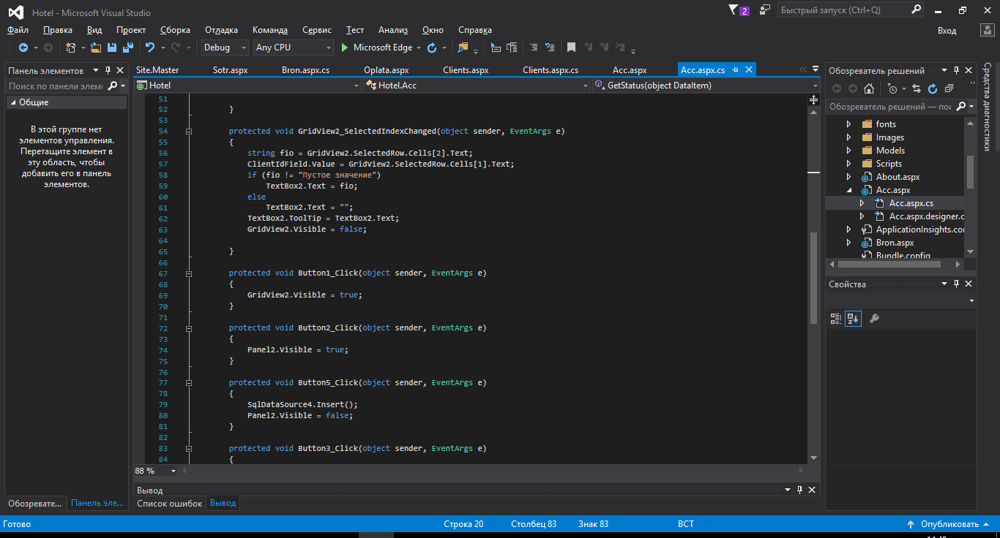 Hotel - Microsoft Visual Studio
2
Быстрый запуск (Ctrl+Q)
Файл Правка Вид Проект Сборка Отладка Команда Сервис Тест Анализ Окно Справка
Вход
Debug Any CPU Microsoft Edge
Панель элементов
Поиск по панели элем
Общие
В этой группе нет
элементов управления.
Перетащите элемент в
эту область, чтобы
добавить его в панель
элементов.
Обозревате... Панель эле...
Site.Master Sotr.aspx Bron.aspx.cs Oplata.aspx Clients.aspx Clients.aspx.cs Acc.aspx Acc.aspx.cs
Hotel Hotel.Acc GetStatus(object DataItem)
51
52 }
53
54 protected void GridView2_SelectedIndexChanged(object sender, EventArgs e)
55 {
56 string fio = GridView2.SelectedRow.Cells[2].Text;
57 ClientIdField.Value = GridView2.SelectedRow.Cells[1].Text;
58 if (fio != "Пустое значение")
59 TextBox2.Text = fio;
60 else
61 TextBox2.Text = "";
62 TextBox2.ToolTip = TextBox2.Text;
63 GridView2.Visible = false;
64
65 }
66
67 protected void Button1_Click(object sender, EventArgs e)
68 {
69 GridView2.Visible = true;
70 }
71
72 protected void Button2_Click(object sender, EventArgs e)
73 {
74 Panel2.Visible = true;
75 }
76
77 protected void Button5_Click(object sender, EventArgs e)
78 {
79 SqlDataSource4.Insert();
80 Panel2.Visible = false;
81 }
82
83 protected void Button3_Click(object sender, EventArgs e)
84 {
88 %
Вывод
Список ошибок Вывод
Обозреватель решений
Обозреватель решений — пои
fonts
Images
Models
Scripts
About.aspx
Acc.aspx
Acc.aspx.cs
Acc.aspx.designer.c
ApplicationInsights.con
Bron.aspx
Bundle.config
Свойства
Средства диагностики
Готово Строка 20 Столбец 83 Знак 83 ВСТ Опубликовать